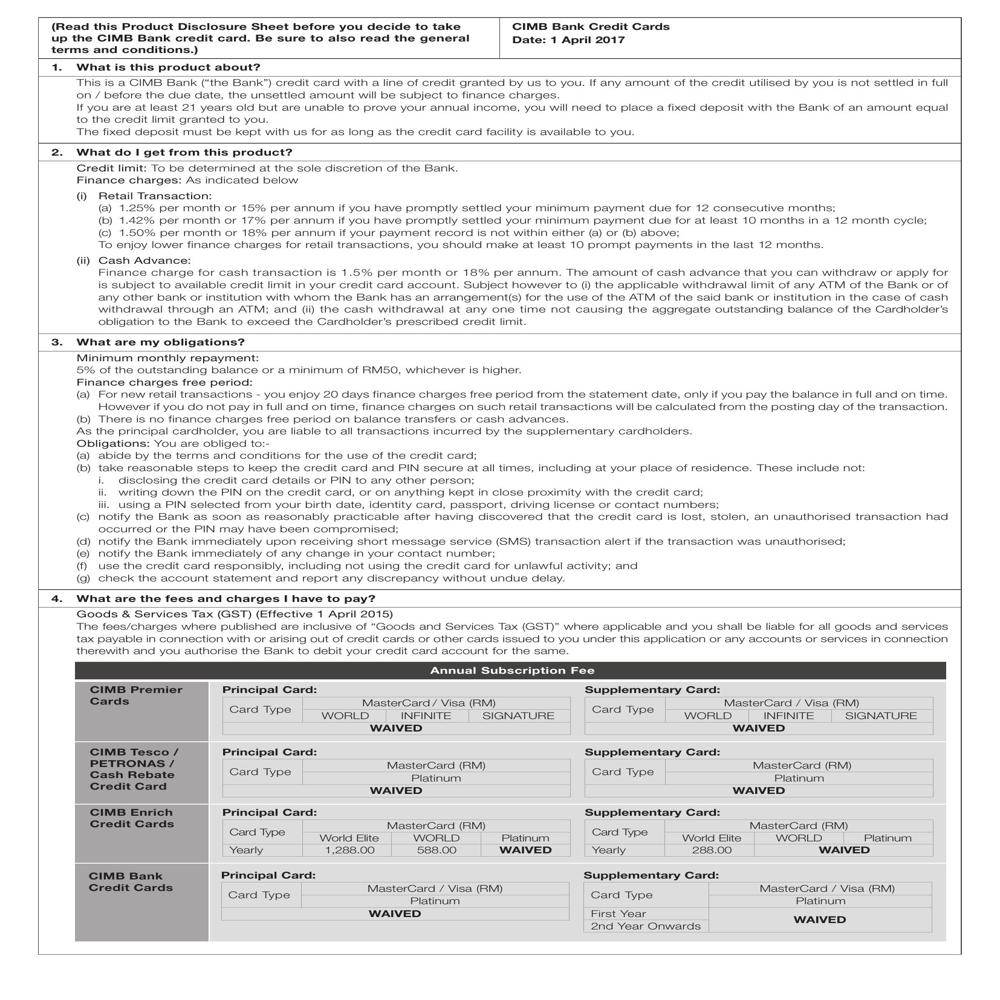 (Read this Product Disclosure Sheet before you decide to take
up the CIMB Bank credit card. Be sure to also read the general
terms and conditions.)
CIMB Bank Credit Cards
Date: 1 April 2017
1. What is this product about?
This is a CIMB Bank (“the Bank”) credit card with a line of credit granted by us to you. If any amount of the credit utilised by you is not settled in full
on / before the due date, the unsettled amount will be subject to finance charges.
If you are at least 21 years old but are unable to prove your annual income, you will need to place a fixed deposit with the Bank of an amount equal
to the credit limit granted to you.
The fixed deposit must be kept with us for as long as the credit card facility is available to you.
2. What do I get from this product?
Credit limit: To be determined at the sole discretion of the Bank.
Finance charges: As indicated below
(i) Retail Transaction:
(a) 1.25% per month or 15% per annum if you have promptly settled your minimum payment due for 12 consecutive months;
(b) 1.42% per month or 17% per annum if you have promptly settled your minimum payment due for at least 10 months in a 12 month cycle;
(c) 1.50% per month or 18% per annum if your payment record is not within either (a) or (b) above;
To enjoy lower finance charges for retail transactions, you should make at least 10 prompt payments in the last 12 months.
(ii) Cash Advance:
Finance charge for cash transaction is 1.5% per month or 18% per annum. The amount of cash advance that you can withdraw or apply for
is subject to available credit limit in your credit card account. Subject however to (i) the applicable withdrawal limit of any ATM of the Bank or of
any other bank or institution with whom the Bank has an arrangement(s) for the use of the ATM of the said bank or institution in the case of cash
withdrawal through an ATM; and (ii) the cash withdrawal at any one time not causing the aggregate outstanding balance of the Cardholder’s
obligation to the Bank to exceed the Cardholder’s prescribed credit limit.
3. What are my obligations?
Minimum monthly repayment:
5% of the outstanding balance or a minimum of RM50, whichever is higher.
Finance charges free period:
(a) For new retail transactions - you enjoy 20 days finance charges free period from the statement date, only if you pay the balance in full and on time.
However if you do not pay in full and on time, finance charges on such retail transactions will be calculated from the posting day of the transaction.
(b) There is no finance charges free period on balance transfers or cash advances.
As the principal cardholder, you are liable to all transactions incurred by the supplementary cardholders.
Obligations: You are obliged to:-
(a) abide by the terms and conditions for the use of the credit card;
(b) take reasonable steps to keep the credit card and PIN secure at all times, including at your place of residence. These include not:
i. disclosing the credit card details or PIN to any other person;
ii. writing down the PIN on the credit card, or on anything kept in close proximity with the credit card;
iii. using a PIN selected from your birth date, identity card, passport, driving license or contact numbers;
(c) notify the Bank as soon as reasonably practicable after having discovered that the credit card is lost, stolen, an unauthorised transaction had
occurred or the PIN may have been compromised;
(d) notify the Bank immediately upon receiving short message service (SMS) transaction alert if the transaction was unauthorised;
(e) notify the Bank immediately of any change in your contact number;
(f) use the credit card responsibly, including not using the credit card for unlawful activity; and
(g) check the account statement and report any discrepancy without undue delay.
4. What are the fees and charges I have to pay?
Goods & Services Tax (GST) (Effective 1 April 2015)
The fees/charges where published are inclusive of “Goods and Services Tax (GST)” where applicable and you shall be liable for all goods and services
tax payable in connection with or arising out of credit cards or other cards issued to you under this application or any accounts or services in connection
therewith and you authorise the Bank to debit your credit card account for the same.
Annual Subscription Fee
CIMB Premier
Cards
Principal Card:
Card Type
MasterCard / Visa (RM)
WORLD INFINITE SIGNATURE
WAIVED
Supplementary Card:
Card Type
MasterCard / Visa (RM)
WORLD INFINITE SIGNATURE
WAIVED
CIMB Tesco /
PETRONAS /
Cash Rebate
Credit Card
Principal Card:
Card Type
MasterCard (RM)
Platinum
WAIVED
Supplementary Card:
Card Type
MasterCard (RM)
Platinum
WAIVED
CIMB Enrich
Credit Cards
Principal Card:
Card Type
MasterCard (RM)
World Elite WORLD Platinum
Yearly 1,288.00 588.00 WAIVED
Supplementary Card:
Card Type
MasterCard (RM)
World Elite WORLD Platinum
Yearly 288.00 WAIVED
CIMB Bank
Credit Cards
Principal Card:
Card Type
MasterCard / Visa (RM)
Platinum
WAIVED
Supplementary Card:
Card Type
MasterCard / Visa (RM)
Platinum
First Year
2nd Year Onwards
WAIVED